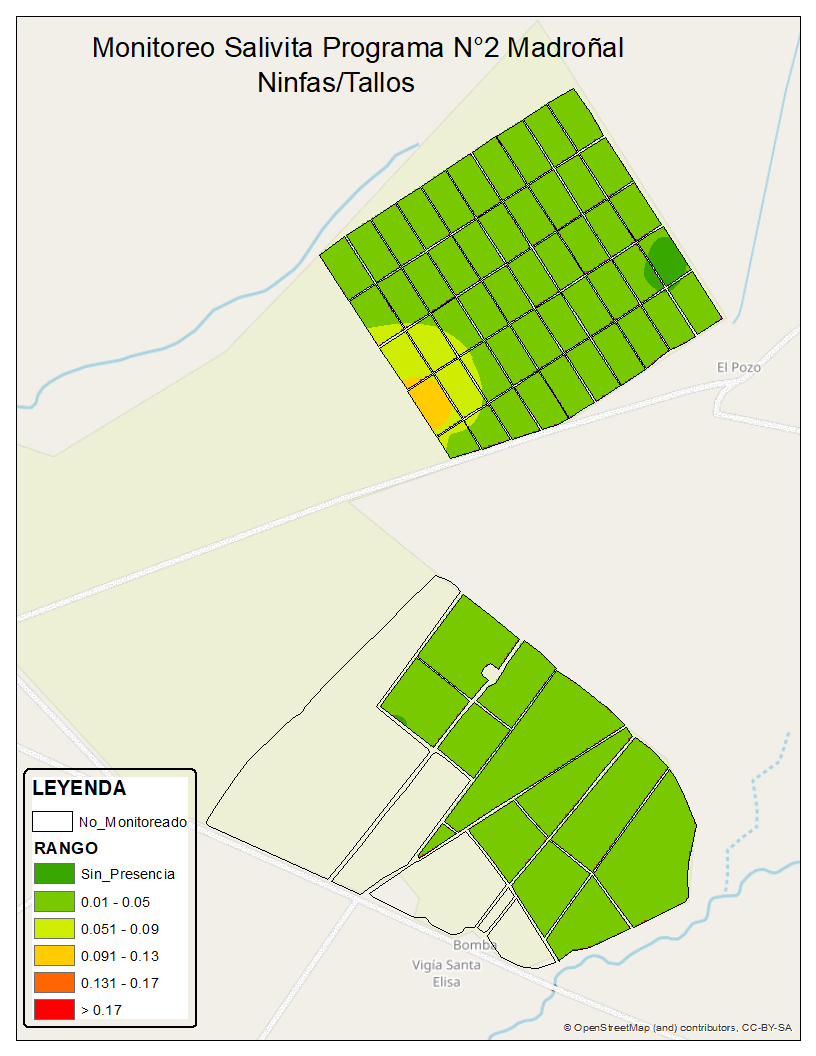 Monitoreo Salivita Programa N°2 Madroñal
Ninfas/Tallos
El Pozo
LEYENDA
No_Monitoreado
RANGO
Sin_Presencia
0.01 - 0.05
0.051 - 0.09
0.091 - 0.13
0.131 - 0.17
> 0.17
Bomba
Vigía Santa
Elisa
© OpenStreetMap (and) contributors, CC-BY-SA